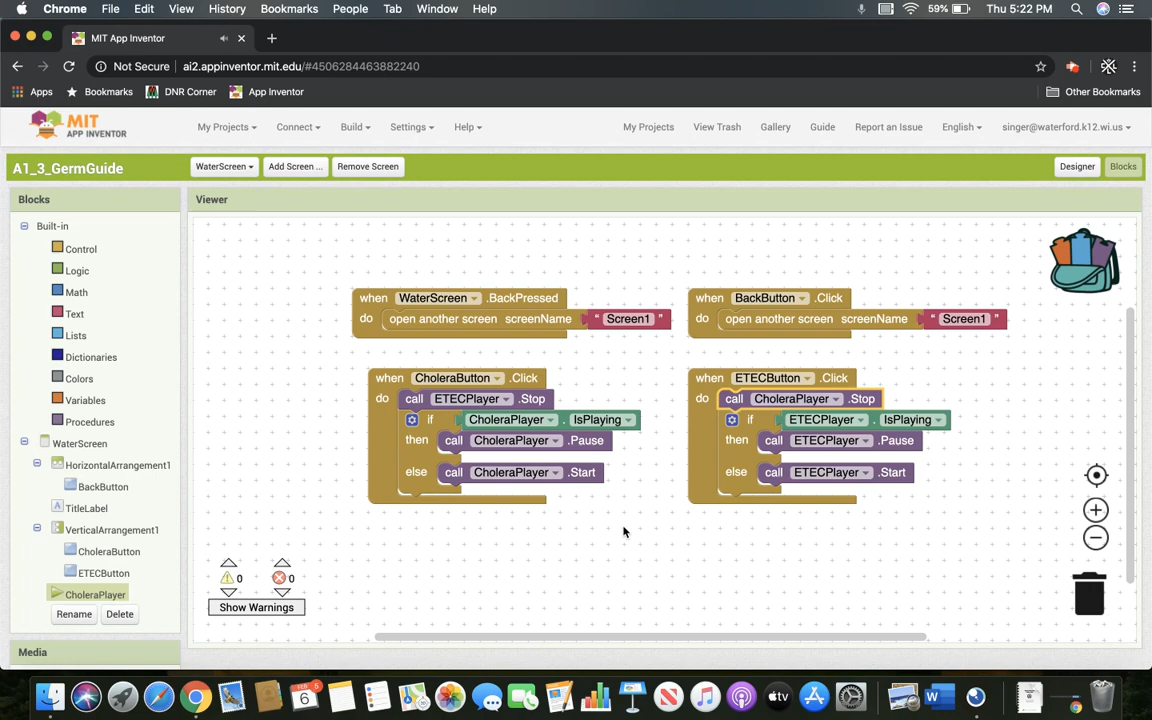 Chrome File Edit View History Bookmarks People Tab Window Help 59% Thu 5:22 PM
MIT App Inventor
Not Secure ai2.appinventor.mit.edu/#4506284463882240
Apps Bookmarks DNR Corner App Inventor Other Bookmarks
MIT APP INVENTOR
My Projects Connect Build Settings Help My Projects View Trash Gallery Guide Report an Issue English singer@waterford.k12.wi.us
A1_3_GermGuide WaterScreen Add Screen ... Remove Screen Designer Blocks
Blocks Viewer
Built-in
Control
Logic
Math
Text
Lists
Dictionaries
Colors
Variables
Procedures
WaterScreen
HorizontalArrangement1
BackButton
TitleLabel
VerticalArrangement1
CholeraButton
ETECButton
CholeraPlayer
Rename Delete
Media
when WaterScreen .BackPressed
do open another screen screenName " Screen1 "
when BackButton .Click
do open another screen screenName " Screen1 "
when CholeraButton .Click
do call ETECPlayer .Stop
if CholeraPlayer . IsPlaying
then call CholeraPlayer .Pause
else call CholeraPlayer .Start
when ETECButton .Click
do call CholeraPlayer .Stop
if ETECPlayer . IsPlaying
then call ETECPlayer .Pause
else call ETECPlayer .Start
0 0
Show Warnings
6 5
tv
W